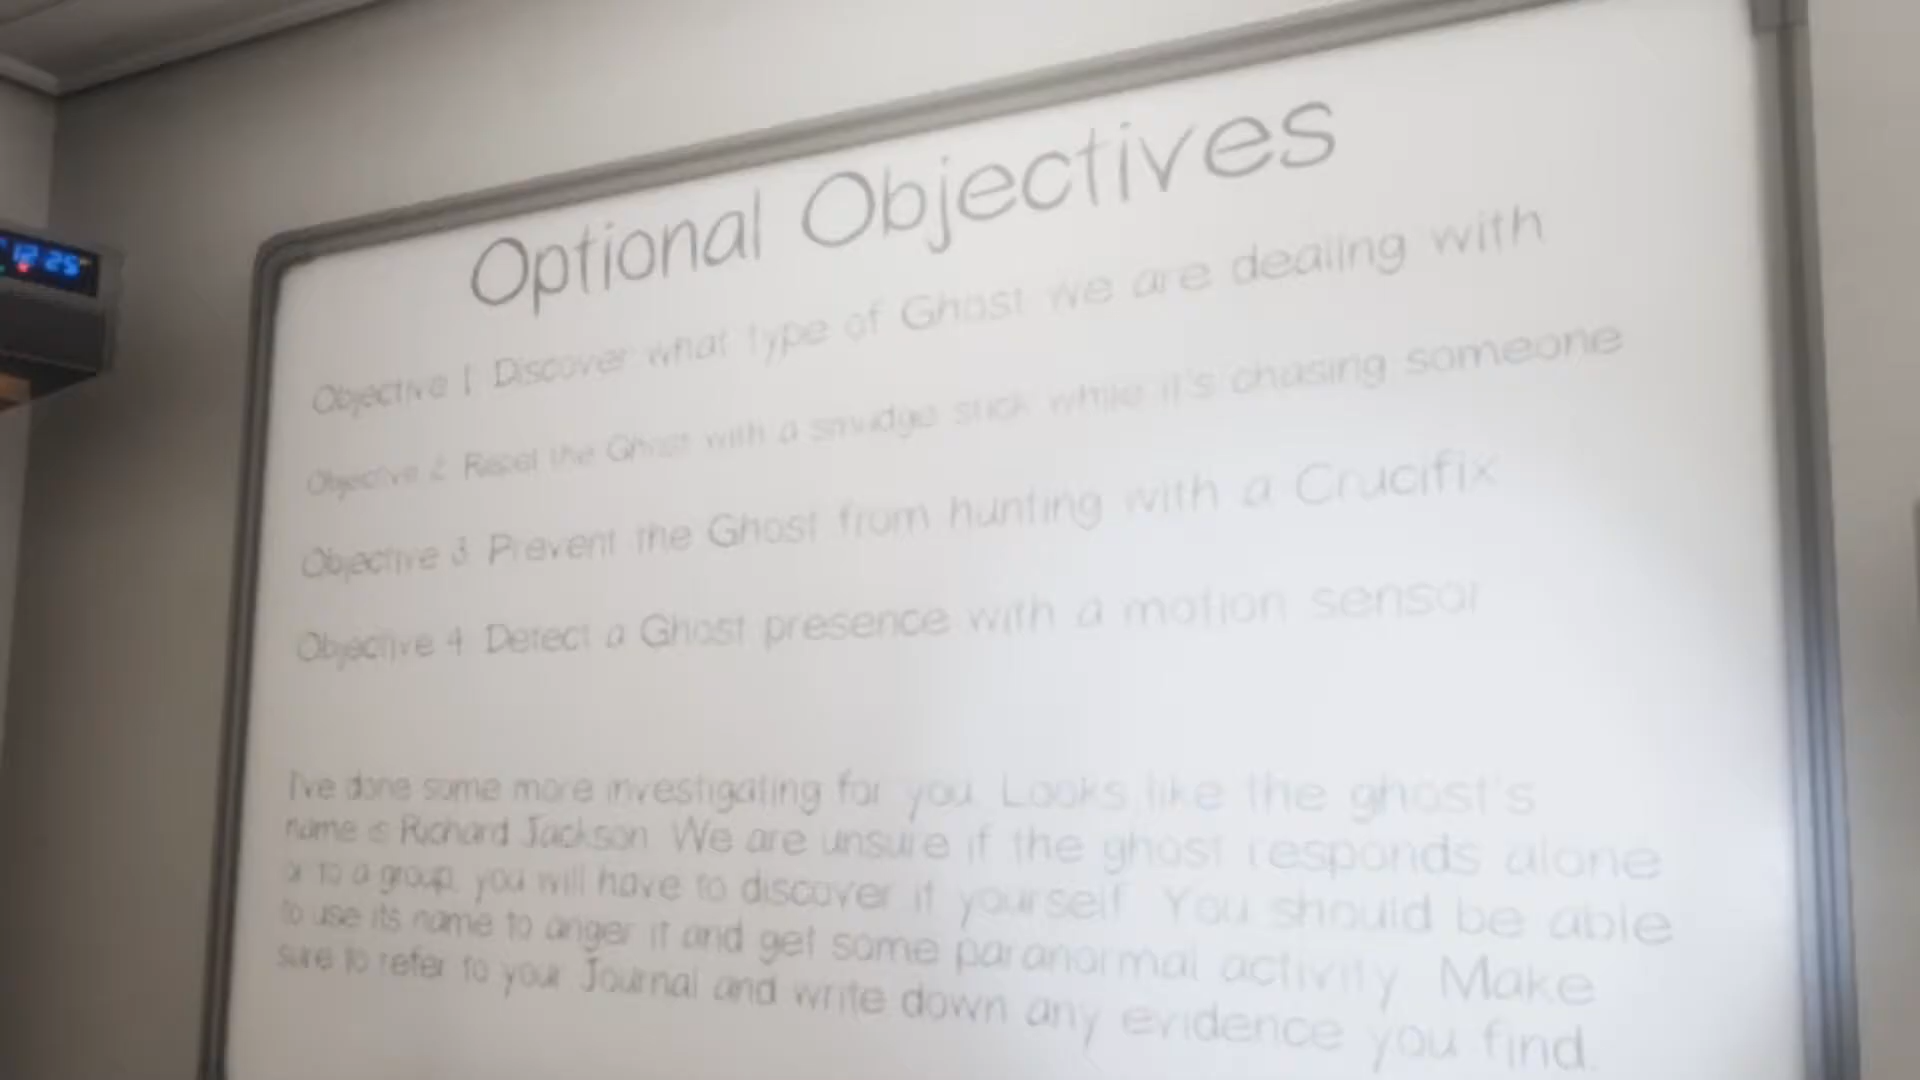 12:25
Optional Objectives
Objective 1 Discover what type of Ghost we are dealing with
Objective 2 Repel the Ghost with a smudge stick while it's chasing someone
Objective 3 Prevent the Ghost from hunting with a Crucifix
Objective 4 Detect a Ghost presence with a motion sensor
I've done some more investigating for you. Looks like the ghost's
name is Richard Jackson. We are unsure if the ghost responds alone
or to a group, you will have to discover it yourself. You should be able
to use its name to anger it and get some paranormal activity. Make
sure to refer to your Journal and write down any evidence you find.